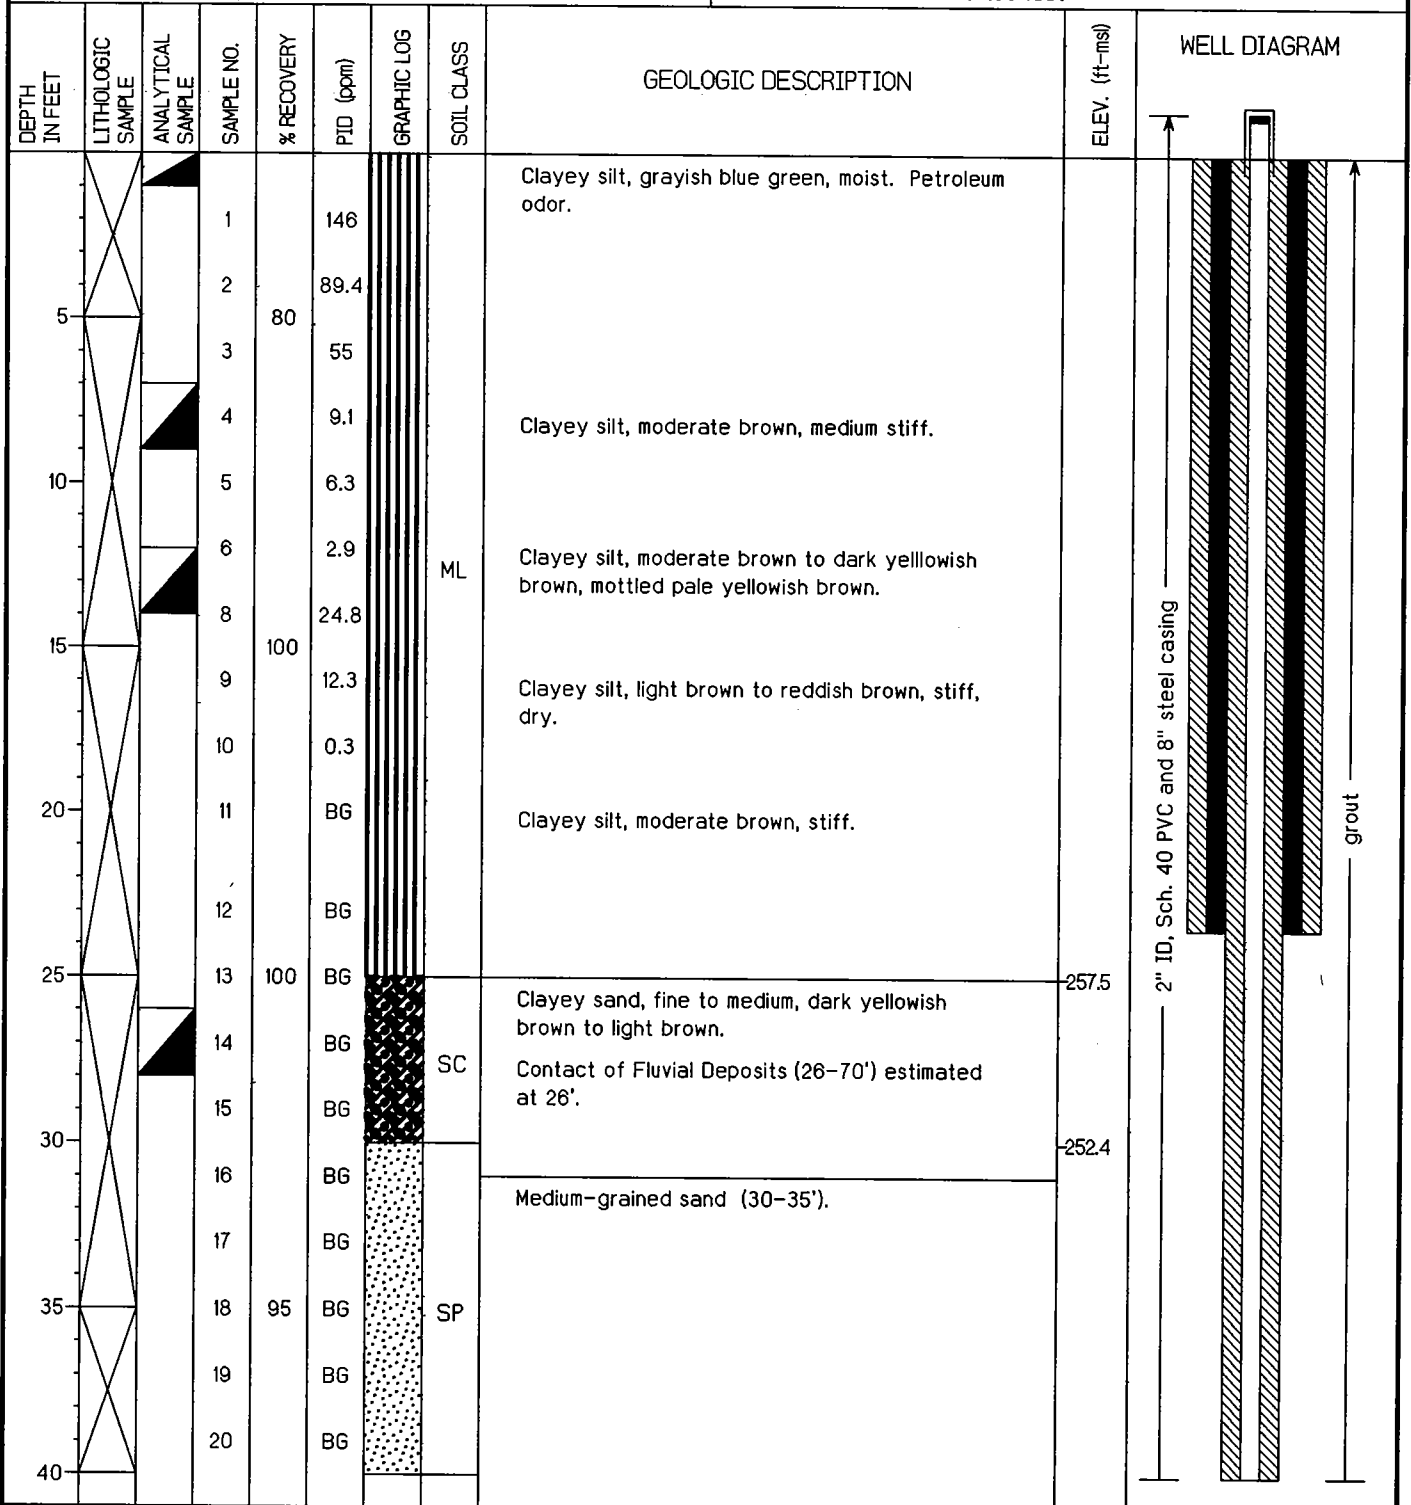 DEPTH
IN FEET
LITHOLOGIC
SAMPLE
ANALYTICAL
SAMPLE
SAMPLE NO.
% RECOVERY
PID (ppm)
GRAPHIC LOG
SOIL CLASS
GEOLOGIC DESCRIPTION
ELEV. (ft-msl)
WELL DIAGRAM
Clayey silt, grayish blue green, moist. Petroleum
odor.
1 146
2 89.4
5 80
3 55
4 9.1
Clayey silt, moderate brown, medium stiff.
10 5 6.3
6 2.9
Clayey silt, moderate brown to dark yelllowish
brown, mottled pale yellowish brown.
ML
8 24.8
15 100
9 12.3
Clayey silt, light brown to reddish brown, stiff,
dry.
10 0.3
20 11 BG
Clayey silt, moderate brown, stiff.
12 BG
25 13 100 BG
257.5
Clayey sand, fine to medium, dark yellowish
brown to light brown.
14 BG
SC
Contact of Fluvial Deposits (26-70') estimated
at 26'.
15 BG
30
252.4
16 BG
Medium-grained sand (30-35').
17 BG
35 18 95 BG SP
19 BG
20 BG
40
2" ID, Sch. 40 PVC and 8" steel casing
grout